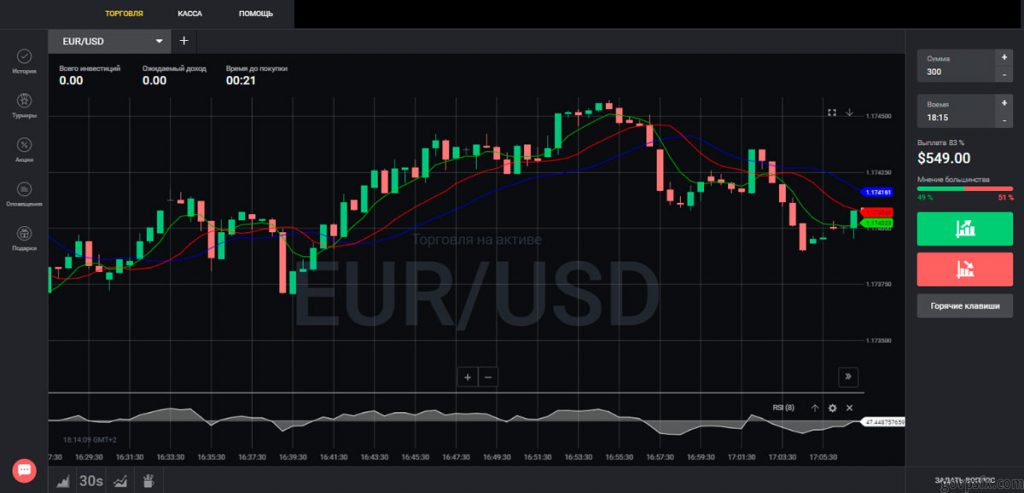 ТОРГОВЛЯ КАССА ПОМОЩЬ
EUR/USD +
История
Турниры
Акции
Оповещения
Подарки
Всего инвестиций Ожидаемый доход Время до покупки
0.00 0.00 00:21
Торговля на активе
EUR/USD
1.174500
1.174250
1.174161
1.173750
1.173500
+ −
RSI (8)
47.448757659
18:14:09 GMT+2
7:30 16:29:30 16:30:30 16:31:30 16:33:30 16:35:30 16:37:30 16:39:30 16:41:30 16:43:30 16:45:30 16:47:30 16:49:30 16:51:30 16:53:30 16:55:30 16:57:30 16:59:30 17:01:30 17:03:30 17:05:30
30s
Сумма +
300 -
Время +
18:15 -
Выплата 83 %
$549.00
Мнение большинства
49 % 51 %
Горячие клавиши
ЗАДАТЬ ВОПРОС